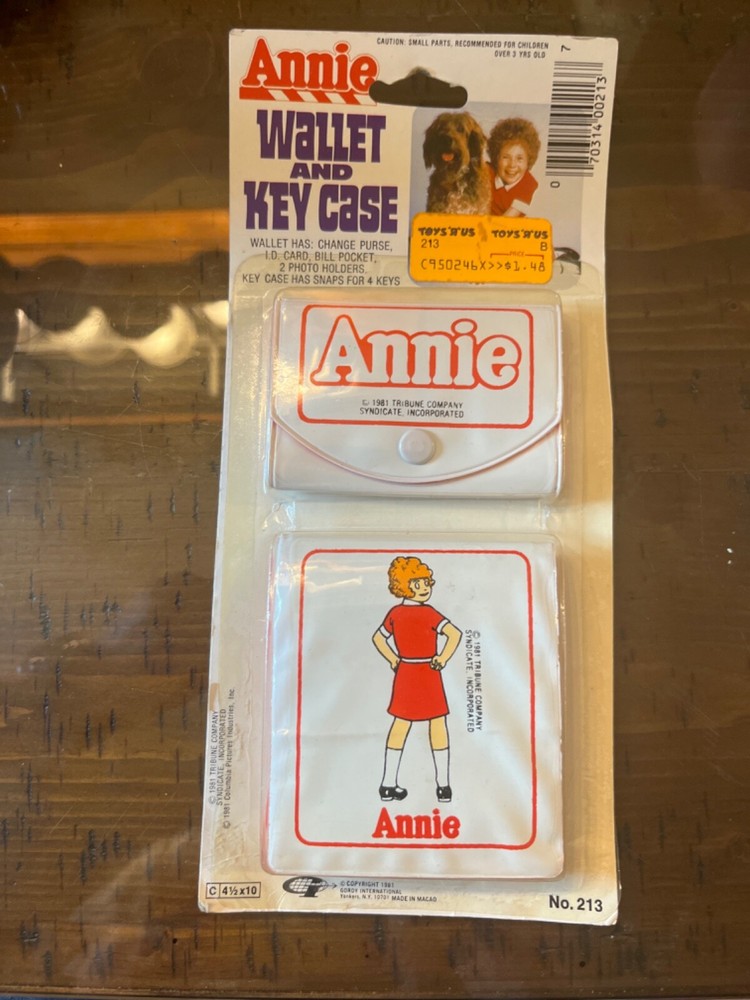 CAUTION: SMALL PARTS, RECOMMENDED FOR CHILDREN
OVER 3 YRS OLD
Annie
WALLET
AND
KEY CASE
WALLET HAS: CHANGE PURSE,
I.D. CARD, BILL POCKET,
2 PHOTO HOLDERS.
KEY CASE HAS SNAPS FOR 4 KEYS
0 70314 00213 7
TOYS "R" US TOYS "R" US
213 PRICE 8
C950246X>>$1.48
Annie
© 1981 TRIBUNE COMPANY
SYNDICATE, INCORPORATED
© 1981 TRIBUNE COMPANY
SYNDICATE, INCORPORATED
Annie
© 1981 TRIBUNE COMPANY
SYNDICATE, INCORPORATED
© 1981 Columbia Pictures Industries, Inc.
C 4½x10
© COPYRIGHT 1981
GORDY INTERNATIONAL
Yonkers, N.Y. 10701 MADE IN MACAO
No. 213